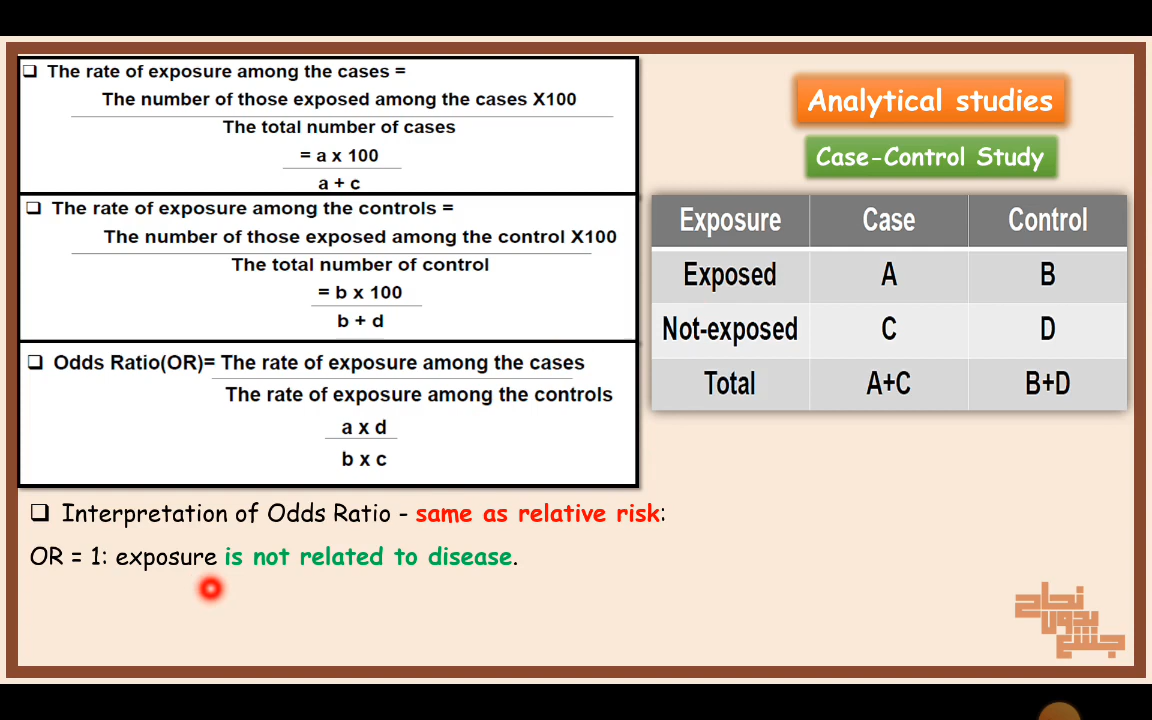 ❑ The rate of exposure among the cases =
The number of those exposed among the cases X100
The total number of cases
= a x 100
a + c
❑ The rate of exposure among the controls =
The number of those exposed among the control X100
The total number of control
= b x 100
b + d
❑ Odds Ratio(OR)= The rate of exposure among the cases
The rate of exposure among the controls
a x d
b x c
❑ Interpretation of Odds Ratio - same as relative risk:
OR = 1: exposure is not related to disease.
Analytical studies
Case-Control Study
Exposure Case Control
Exposed A B
Not-exposed C D
Total A+C B+D
نجاح
بدون